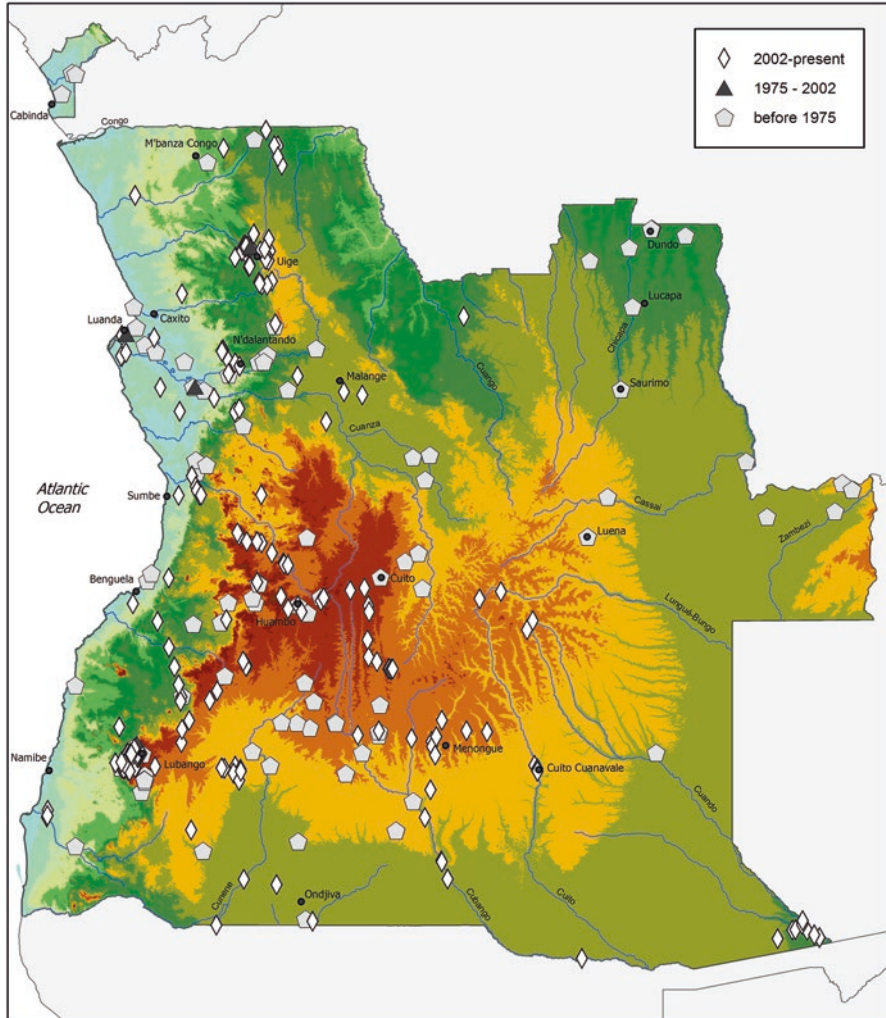 2002-present
1975 - 2002
before 1975
Cabinda
Congo
M'banza Congo
Uige
Dundo
Lucapa
Chicapa
Luanda
Caxito
N'dalantando
Cuango
Malange
Saurimo
Cuanza
Atlantic
Ocean
Sumbe
Cassai
Luena
Zambezi
Benguela
Cuito
Huambo
Lungué-Bungo
Namibe
Lubango
Menongue
Cuito Cuanavale
Cuando
Cunene
Ondjiva
Cubango
Cuito